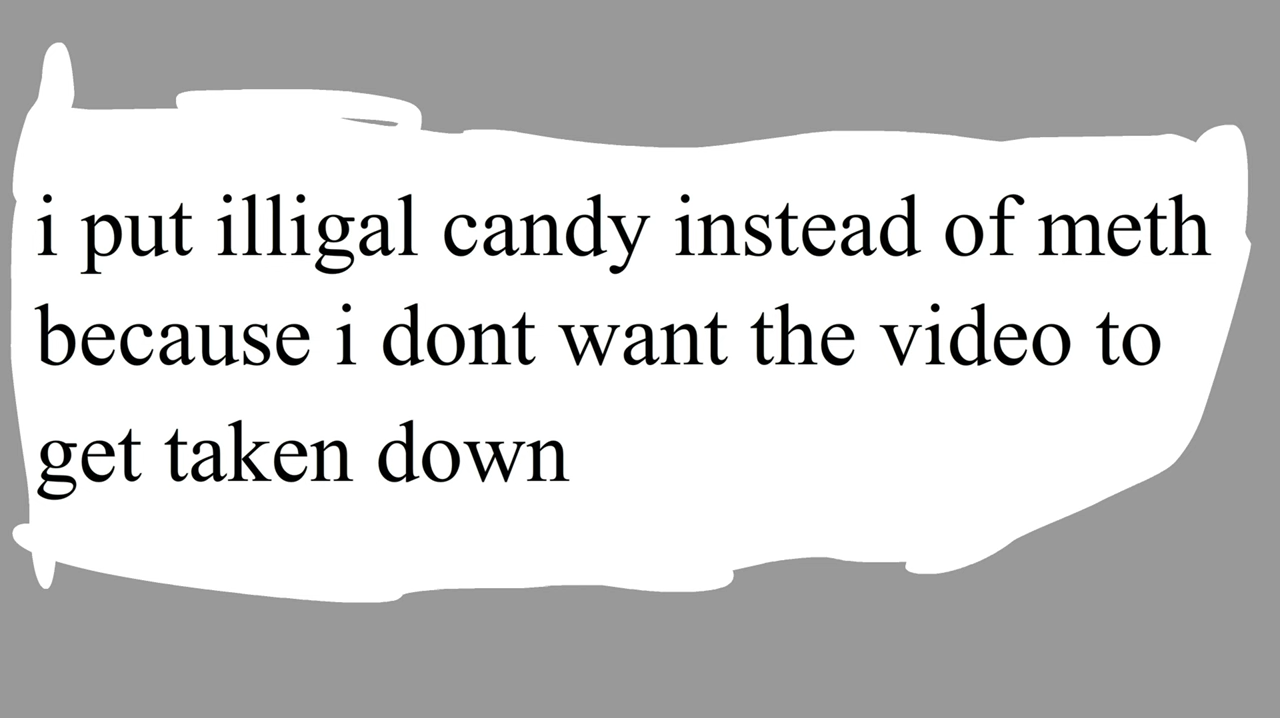 i put illigal candy instead of meth
because i dont want the video to
get taken down